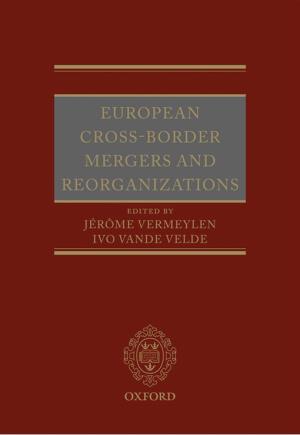 EUROPEAN
CROSS-BORDER
MERGERS AND
REORGANIZATIONS
EDITED BY
JÉRÔME VERMEYLEN
IVO VANDE VELDE
OXFORD